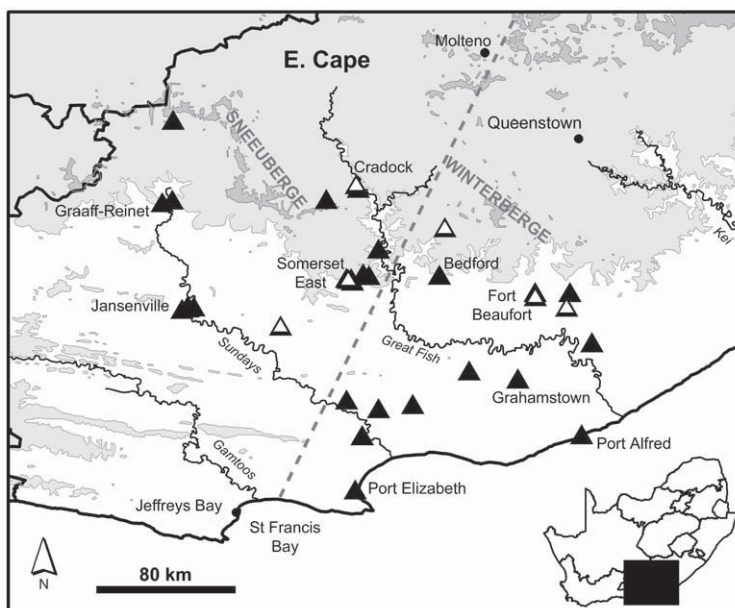 Molteno
E. Cape
Queenstown
SNEEUBERGE
Cradock
WINTERBERGE
Graaff-Reinet
Kei
Somerset
East
Bedford
Jansenville
Fort
Beaufort
Sundays
Great Fish
Grahamstown
Gamtoos
Port Alfred
Port Elizabeth
Jeffreys Bay
St Francis
Bay
N
80 km